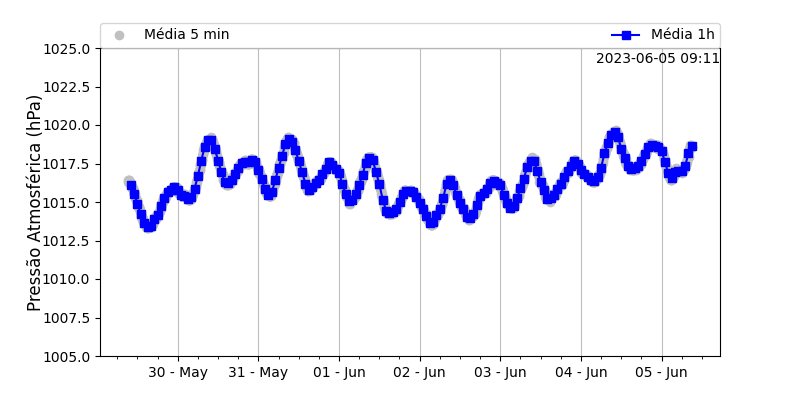 Média 5 min
Média 1h
2023-06-05 09:11
Pressão Atmosférica (hPa)
1025.0
1022.5
1020.0
1017.5
1015.0
1012.5
1010.0
1007.5
1005.0
30 - May
31 - May
01 - Jun
02 - Jun
03 - Jun
04 - Jun
05 - Jun